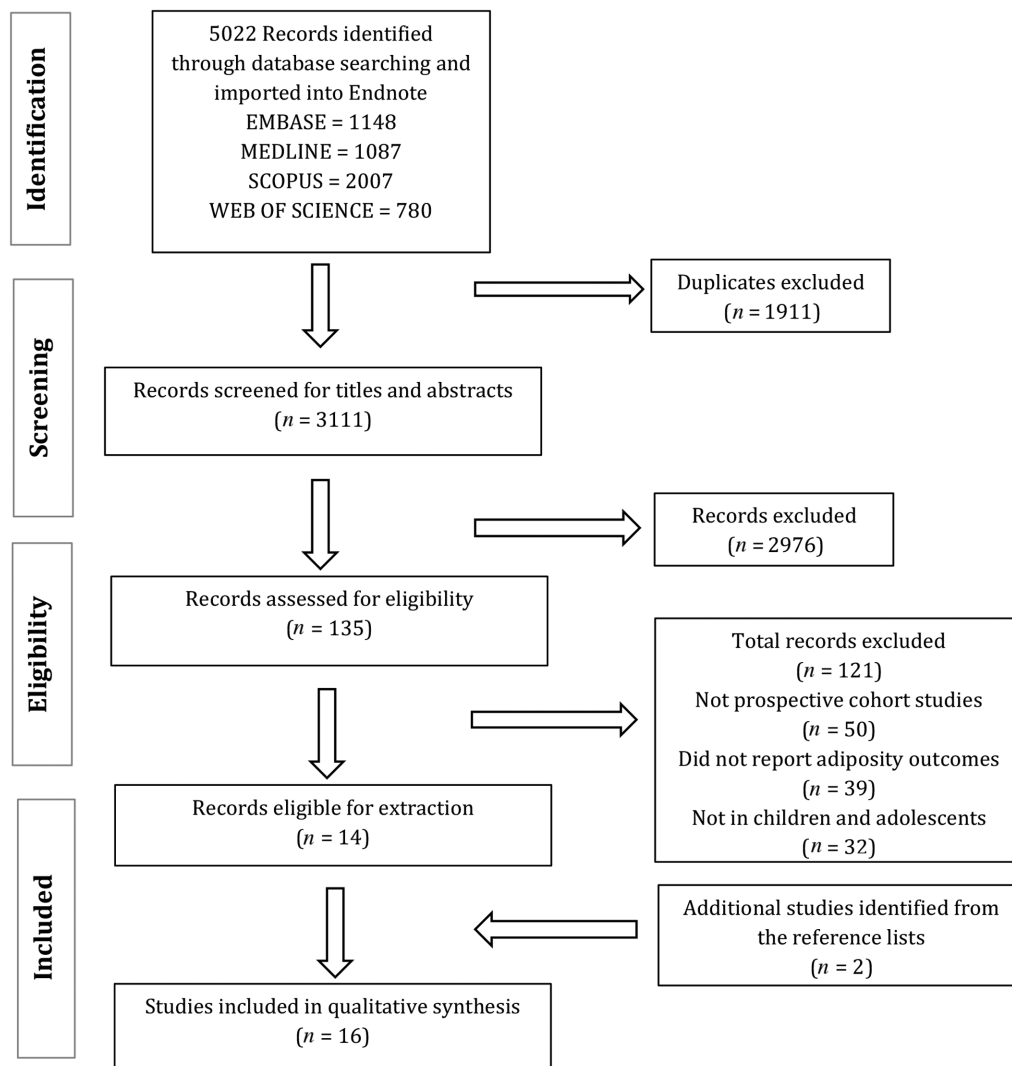 Identification
5022 Records identified
through database searching and
imported into Endnote
EMBASE = 1148
MEDLINE = 1087
SCOPUS = 2007
WEB OF SCIENCE = 780
Duplicates excluded
(n = 1911)
Screening
Records screened for titles and abstracts
(n = 3111)
Records excluded
(n = 2976)
Eligibility
Records assessed for eligibility
(n = 135)
Total records excluded
(n = 121)
Not prospective cohort studies
(n = 50)
Did not report adiposity outcomes
(n = 39)
Not in children and adolescents
(n = 32)
Included
Records eligible for extraction
(n = 14)
Additional studies identified from
the reference lists
(n = 2)
Studies included in qualitative synthesis
(n = 16)